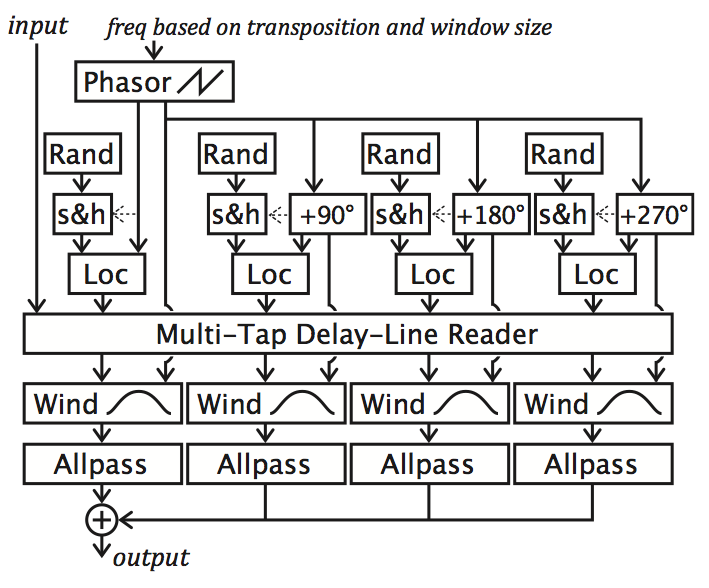 input
freq based on transposition and window size
Phasor
Rand
Rand
Rand
Rand
s&h
s&h
+90°
s&h
+180°
s&h
+270°
Loc
Loc
Loc
Loc
Multi-Tap Delay-Line Reader
Wind
Wind
Wind
Wind
Allpass
Allpass
Allpass
Allpass
+
output